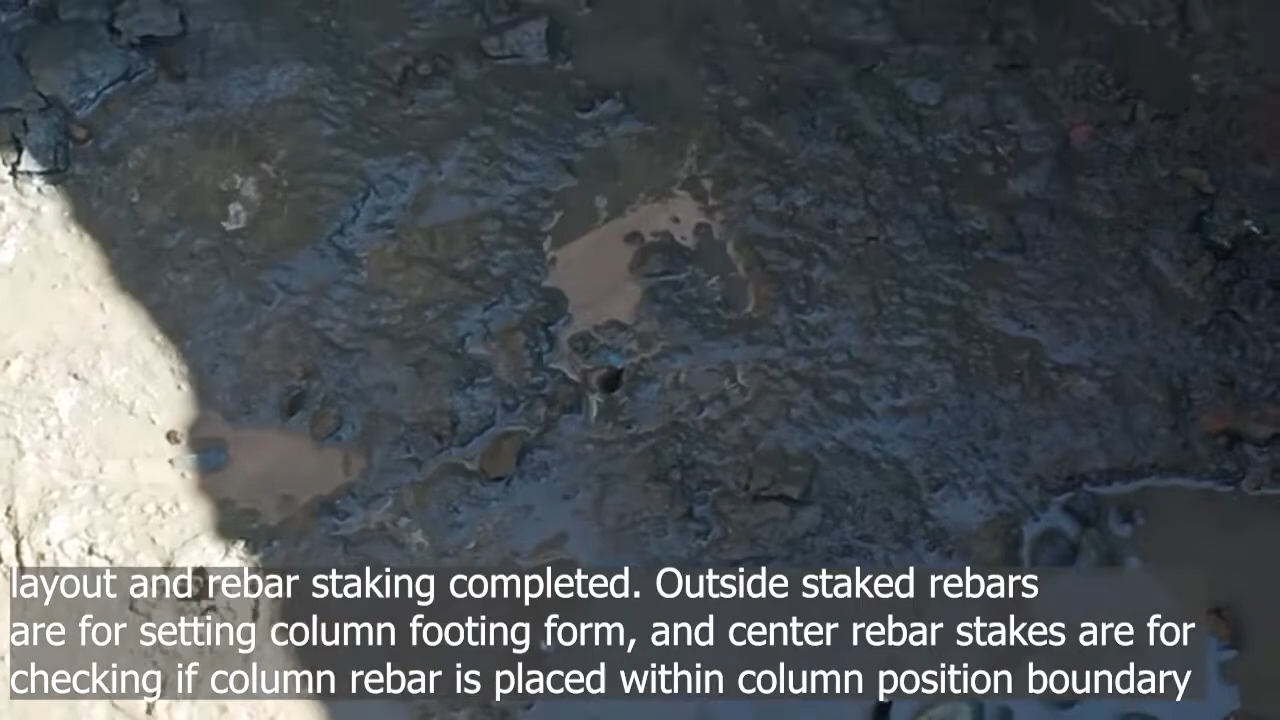 layout and rebar staking completed. Outside staked rebars
are for setting column footing form, and center rebar stakes are for
checking if column rebar is placed within column position boundary